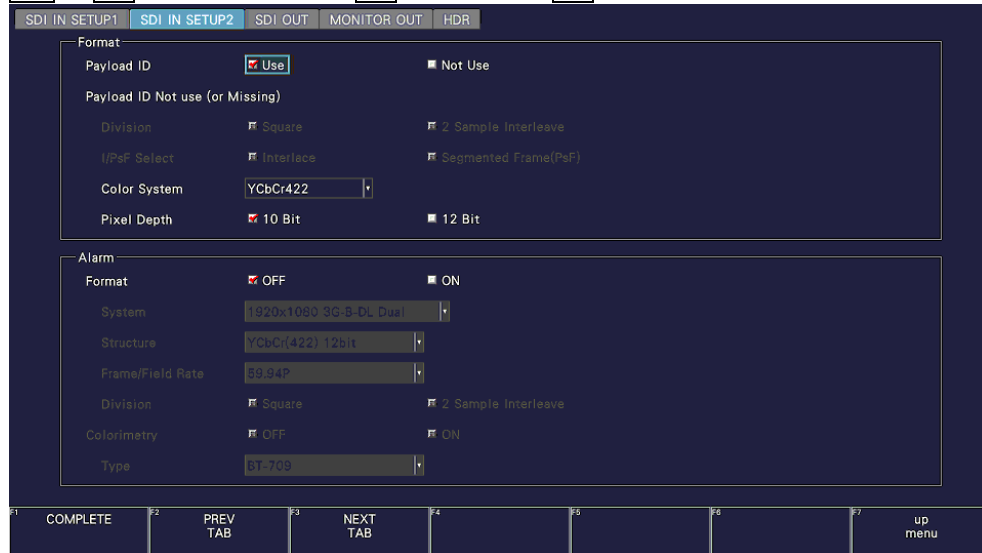 SDI IN SETUP1 SDI IN SETUP2 SDI OUT MONITOR OUT HDR
Format
Payload ID Use Not Use
Payload ID Not use (or Missing)
Division Square 2 Sample Interleave
I/PsF Select Interlace Segmented Frame(PsF)
Color System YCbCr422
Pixel Depth 10 Bit 12 Bit
Alarm
Format OFF ON
System 1920x1080 3G-B-DL Dual
Structure YCbCr(422) 12bit
Frame/Field Rate 59.94P
Division Square 2 Sample Interleave
Colorimetry OFF ON
Type BT-709
F1 COMPLETE F2 PREV TAB F3 NEXT TAB F4 F5 F6 F7 up menu